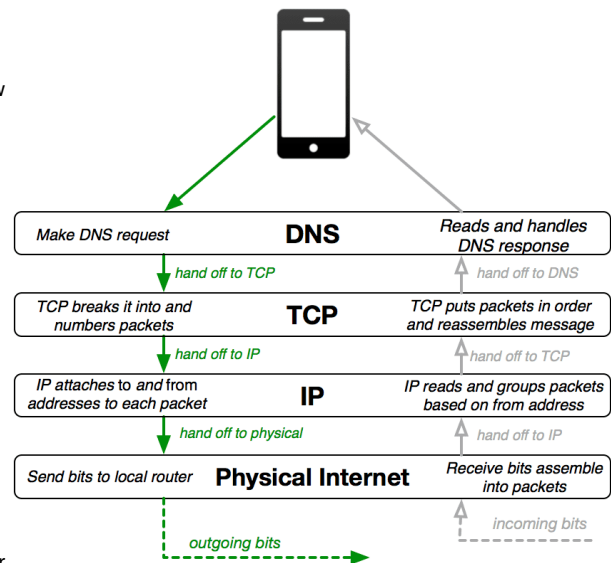 Make DNS request
DNS
Reads and handles
DNS response
hand off to TCP
hand off to DNS
TCP breaks it into and
numbers packets
TCP
TCP puts packets in order
and reassembles message
hand off to IP
hand off to TCP
IP attaches to and from
addresses to each packet
IP
IP reads and groups packets
based on from address
hand off to physical
hand off to IP
Send bits to local router
Physical Internet
Receive bits assemble
into packets
outgoing bits
incoming bits